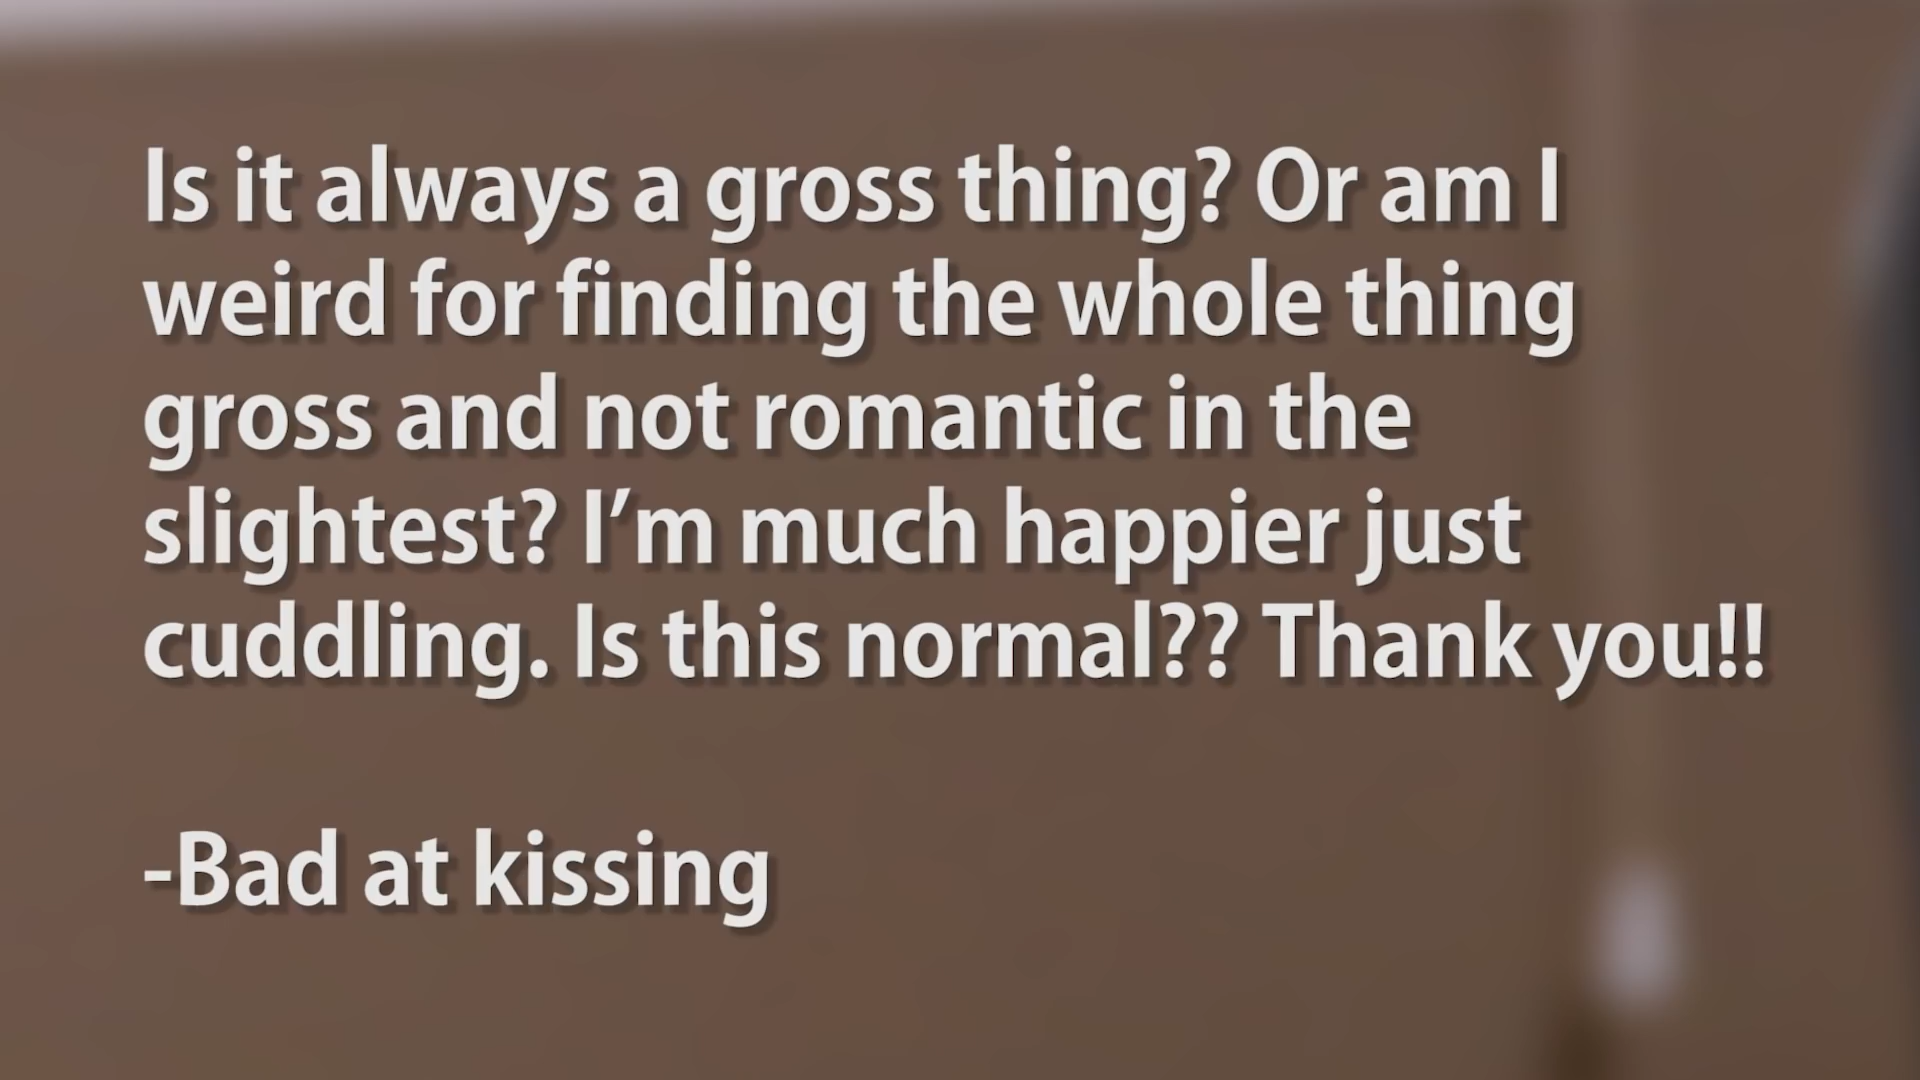 Is it always a gross thing? Or am I
weird for finding the whole thing
gross and not romantic in the
slightest? I’m much happier just
cuddling. Is this normal?? Thank you!!
-Bad at kissing